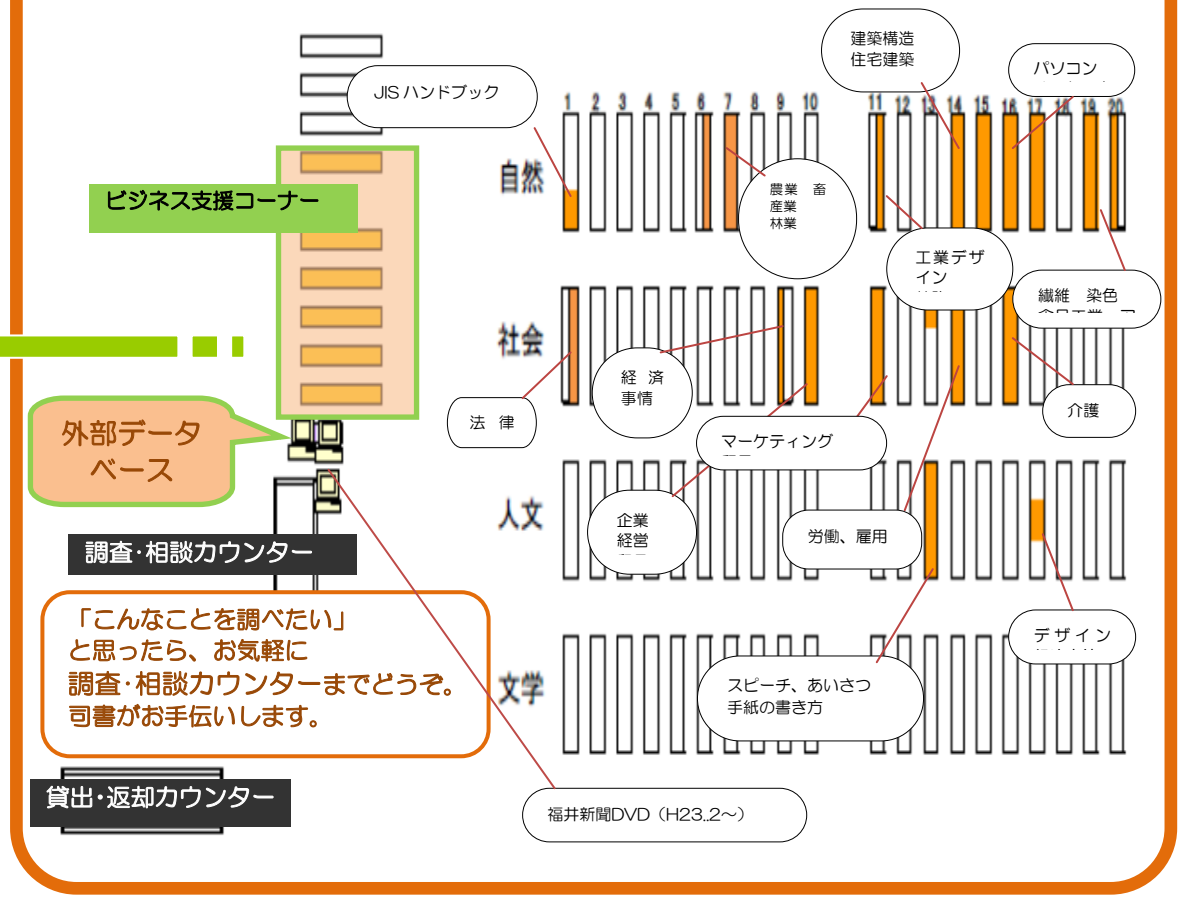 建築構造
住宅建築
パソコン
JISハンドブック
1 2 3 4 5 6 7 8 9 10 11 12 13 14 15 16 17 18 19 20
自然
農業 畜
産業
林業
ビジネス支援コーナー
工業デザ
イン
繊維 染色
社会
経 済
事情
法 律
介護
外部データ
ベース
マーケティング
人文
企業
経営
労働、雇用
調査・相談カウンター
「こんなことを調べたい」
と思ったら、お気軽に
調査・相談カウンターまでどうぞ。
司書がお手伝いします。
デザイン
文学
スピーチ、あいさつ
手紙の書き方
貸出・返却カウンター
福井新聞DVD（H23..2～）